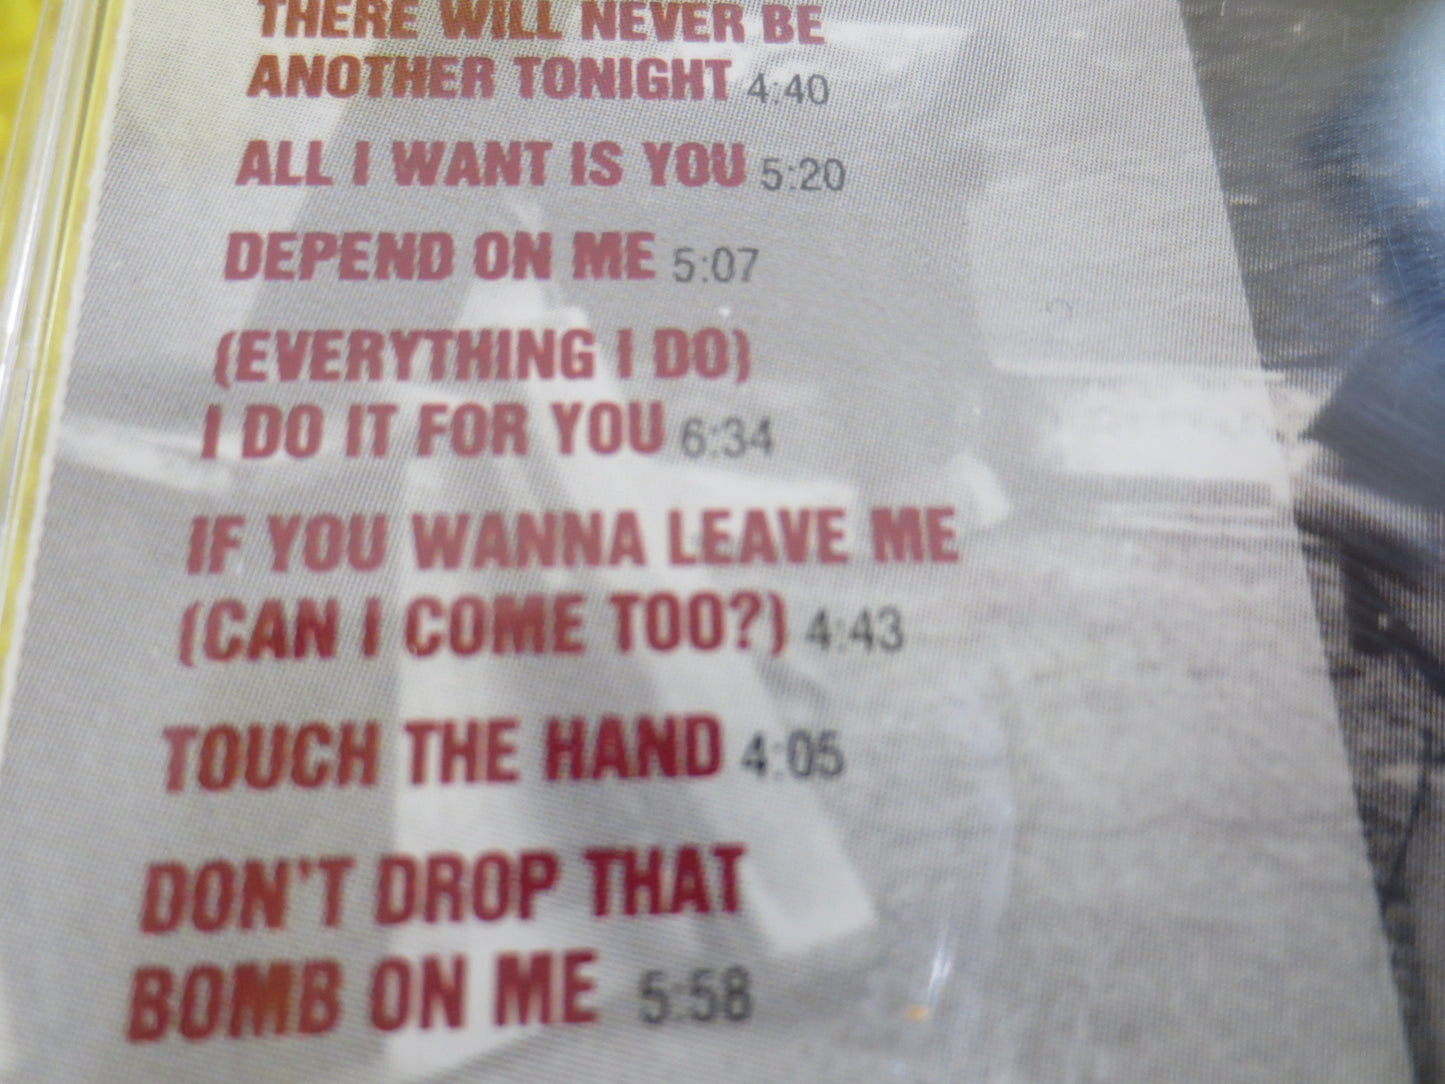 THERE WILL NEVER BE
ANOTHER TONIGHT 4:40
ALL I WANT IS YOU 5:20
DEPEND ON ME 5:07
(EVERYTHING I DO)
I DO IT FOR YOU 6:34
IF YOU WANNA LEAVE ME
(CAN I COME TOO?) 4:43
TOUCH THE HAND 4:05
DON'T DROP THAT
BOMB ON ME 5:58